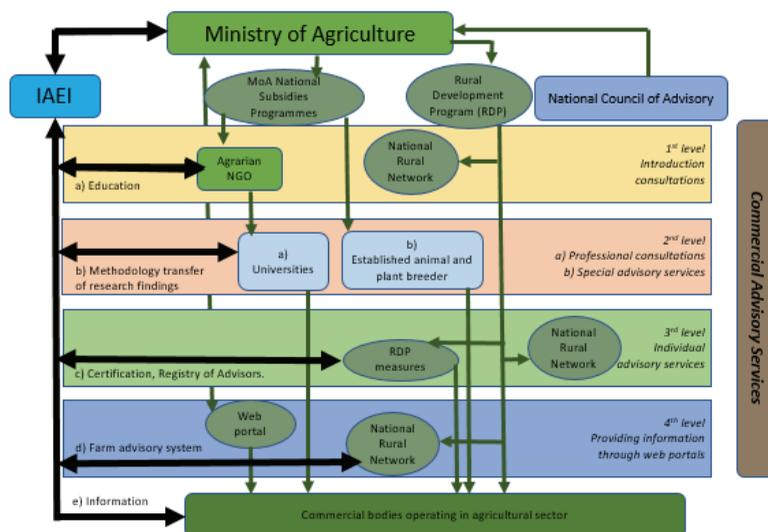 Ministry of Agriculture
IAEI
MoA National
Subsidies
Programmes
Rural
Development
Program (RDP)
National Council of Advisory
Agrarian
NGO
National
Rural
Network
1st level
Introduction
consultations
a) Education
a)
Universities
b)
Established animal and
plant breeder
2nd level
a) Professional consultations
b) Special advisory services
b) Methodology transfer
of research findings
RDP
measures
National
Rural
Network
3rd level
Individual
advisory services
c) Certification, Registry of Advisors.
Web
portal
National
Rural
Network
4th level
Providing information
through web portals
d) Farm advisory system
e) Information
Commercial bodies operating in agricultural sector
Commercial Advisory Services